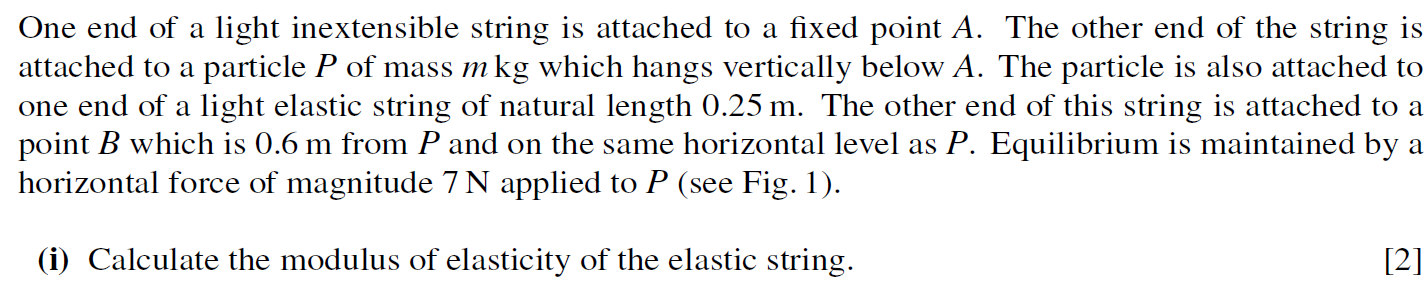 One end of a light inextensible string is attached to a fixed point A. The other end of the string is
attached to a particle P of mass m kg which hangs vertically below A. The particle is also attached to
one end of a light elastic string of natural length 0.25 m. The other end of this string is attached to a
point B which is 0.6 m from P and on the same horizontal level as P. Equilibrium is maintained by a
horizontal force of magnitude 7 N applied to P (see Fig. 1).
(i) Calculate the modulus of elasticity of the elastic string. [2]